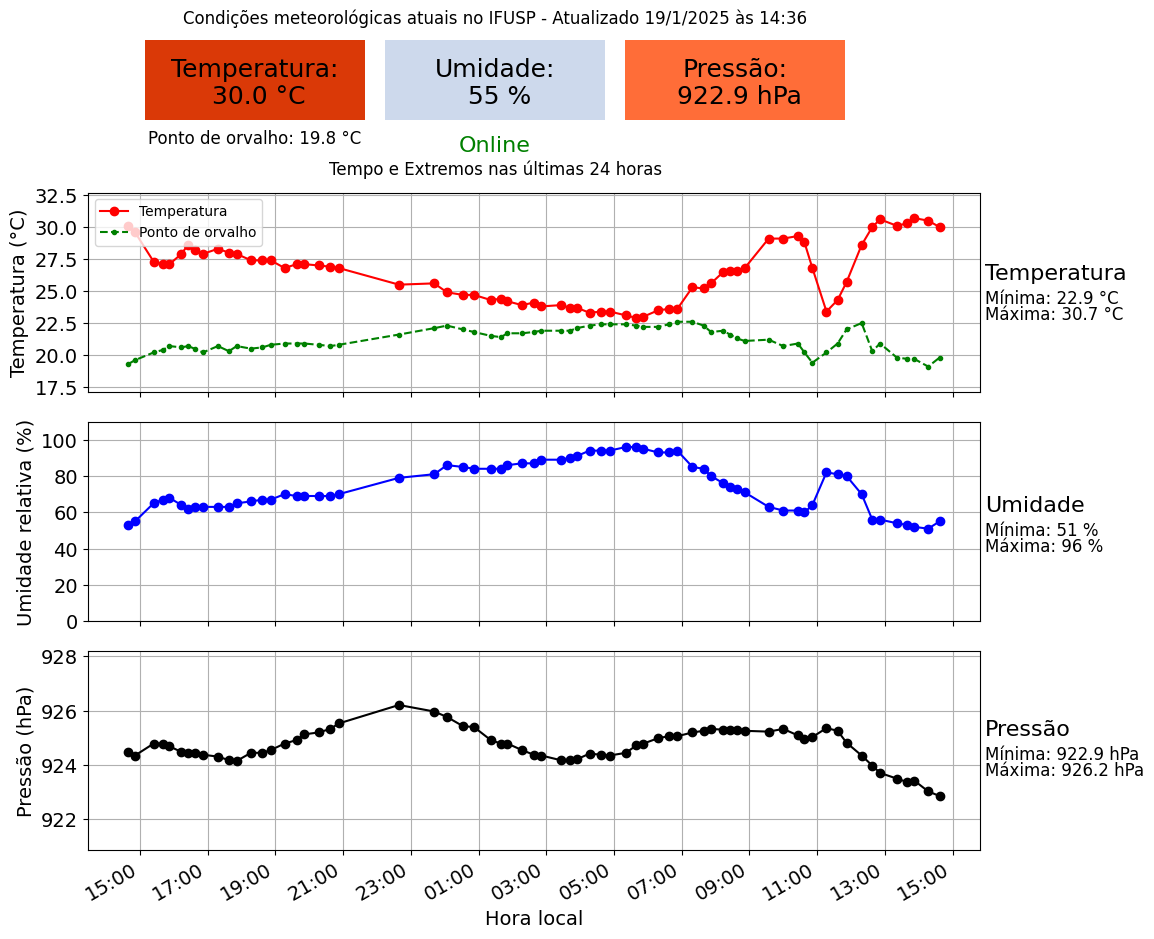 Condições meteorológicas atuais no IFUSP - Atualizado 19/1/2025 às 14:36
Temperatura:
30.0 °C
Umidade:
55 %
Pressão:
922.9 hPa
Ponto de orvalho: 19.8 °C
Online
Tempo e Extremos nas últimas 24 horas
Temperatura (°C)
32.5
30.0
27.5
25.0
22.5
20.0
17.5
Temperatura
Ponto de orvalho
Temperatura
Mínima: 22.9 °C
Máxima: 30.7 °C
Umidade relativa (%)
100
80
60
40
20
0
Umidade
Mínima: 51 %
Máxima: 96 %
Pressão (hPa)
928
926
924
922
Pressão
Mínima: 922.9 hPa
Máxima: 926.2 hPa
15:00 17:00 19:00 21:00 23:00 01:00 03:00 05:00 07:00 09:00 11:00 13:00 15:00
Hora local